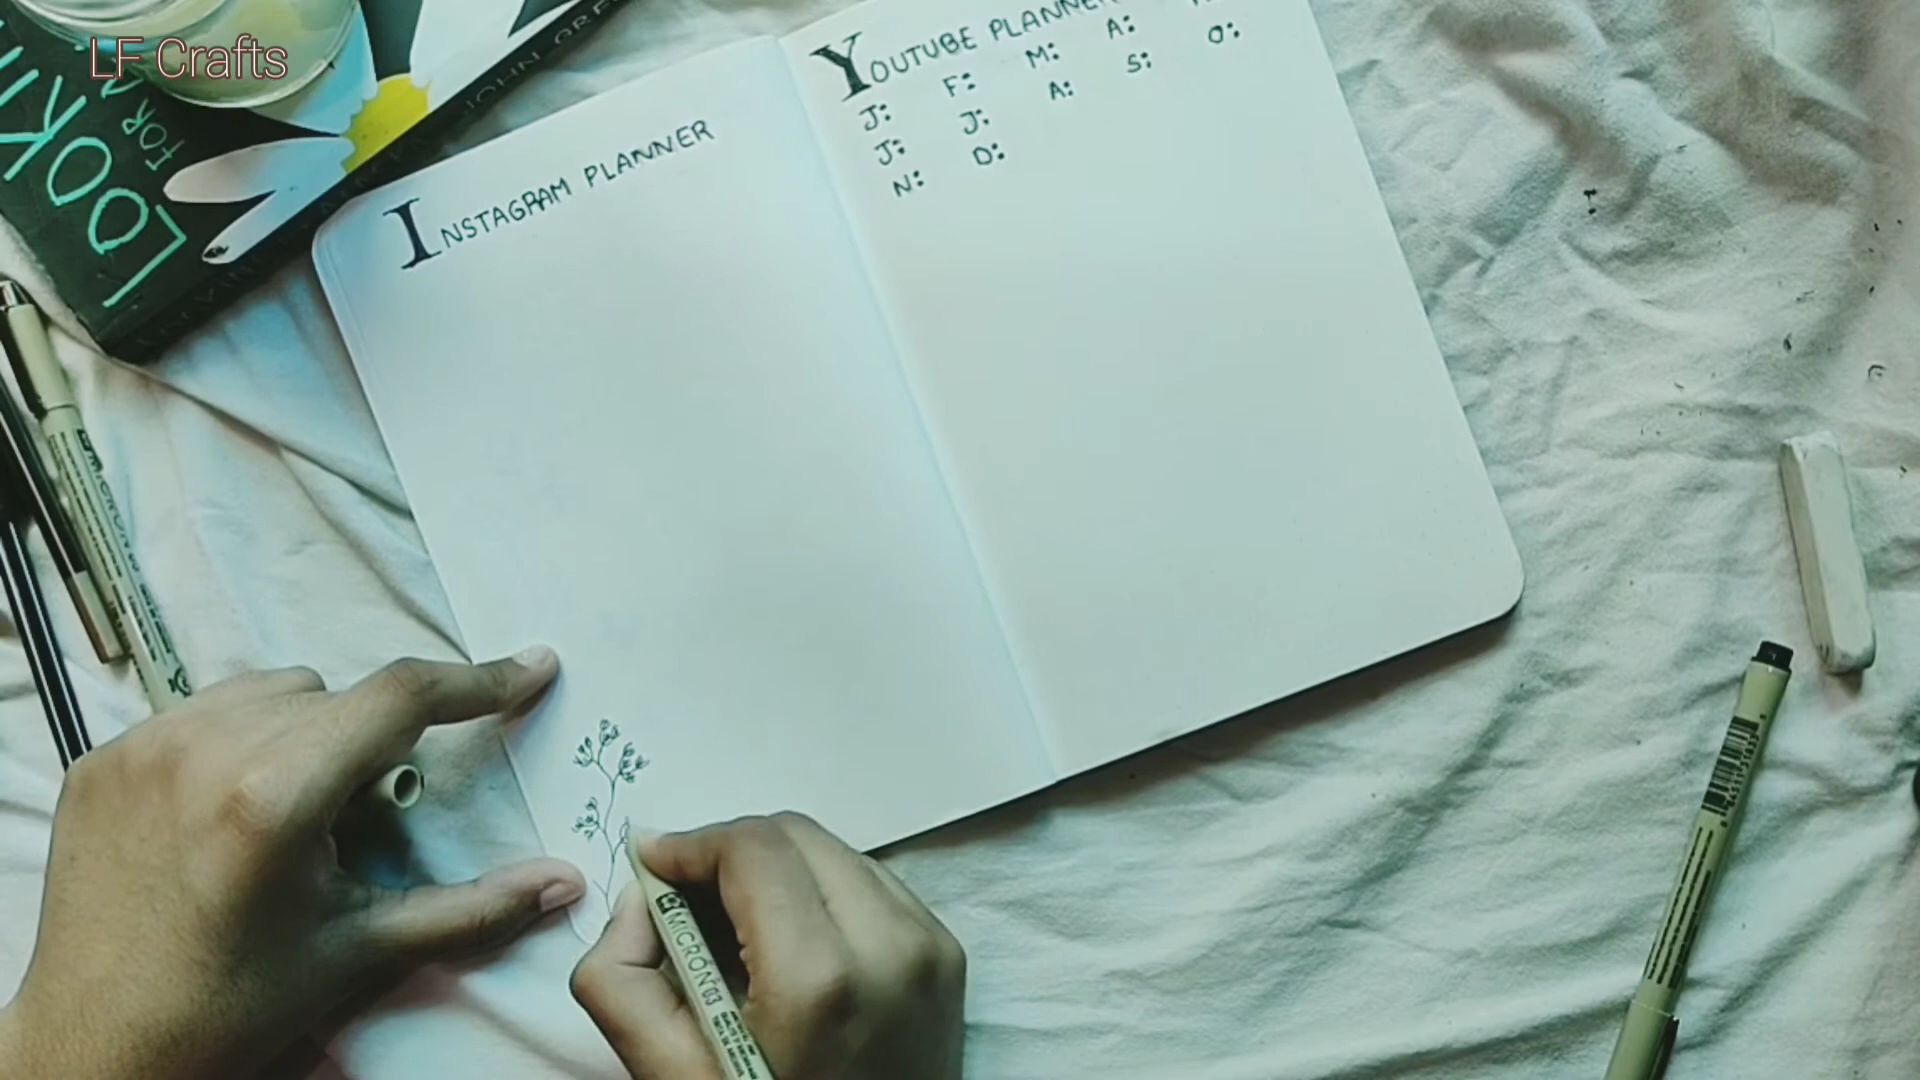 LF Crafts
LOOKING
FOR
JOHN GREEN
INSTAGRAM PLANNER
YOUTUBE PLANNER
J: F: M: A:
J: J: A: S: O:
N: D:
MICRON 03